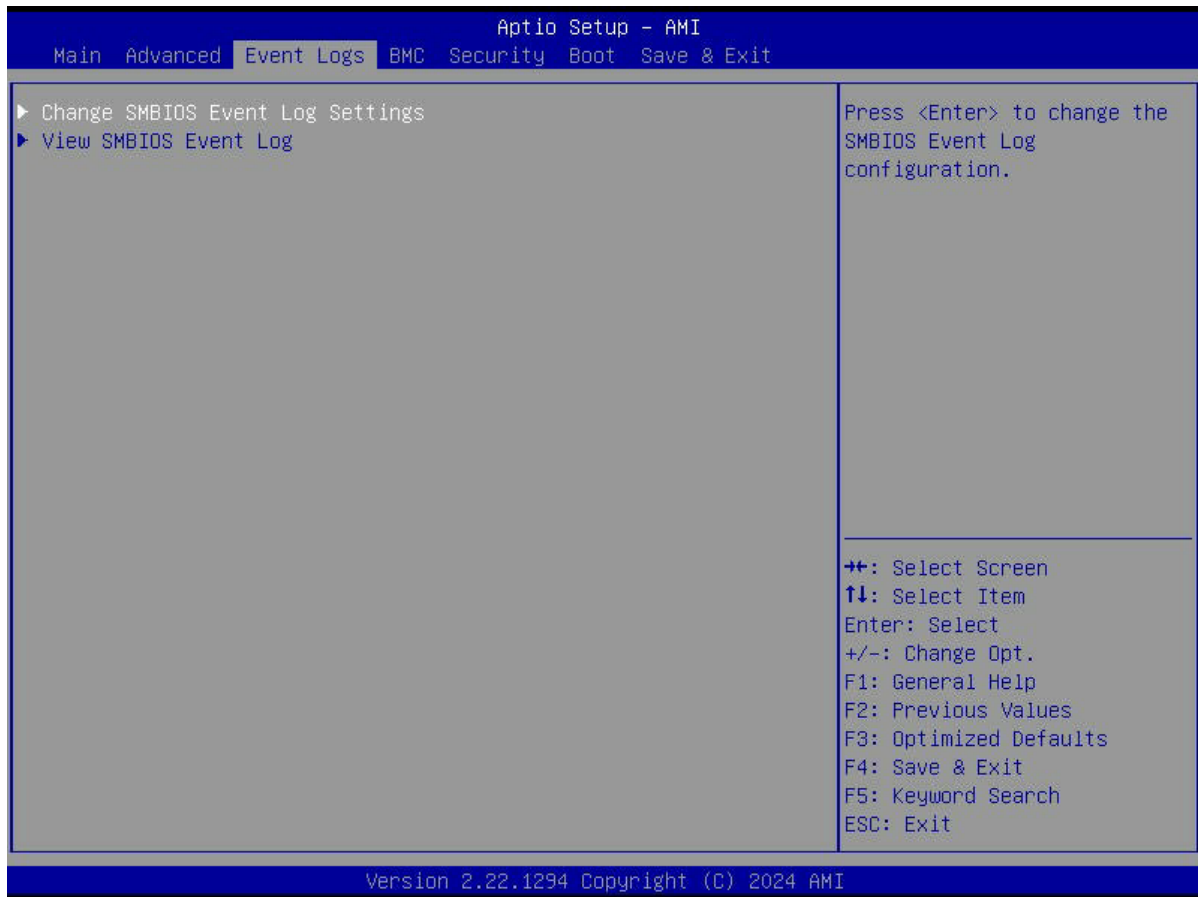 Aptio Setup – AMI
Main Advanced Event Logs BMC Security Boot Save & Exit
▶ Change SMBIOS Event Log Settings
▶ View SMBIOS Event Log
Press <Enter> to change the
SMBIOS Event Log
configuration.
→←: Select Screen
↑↓: Select Item
Enter: Select
+/-: Change Opt.
F1: General Help
F2: Previous Values
F3: Optimized Defaults
F4: Save & Exit
F5: Keyword Search
ESC: Exit
Version 2.22.1294 Copyright (C) 2024 AMI